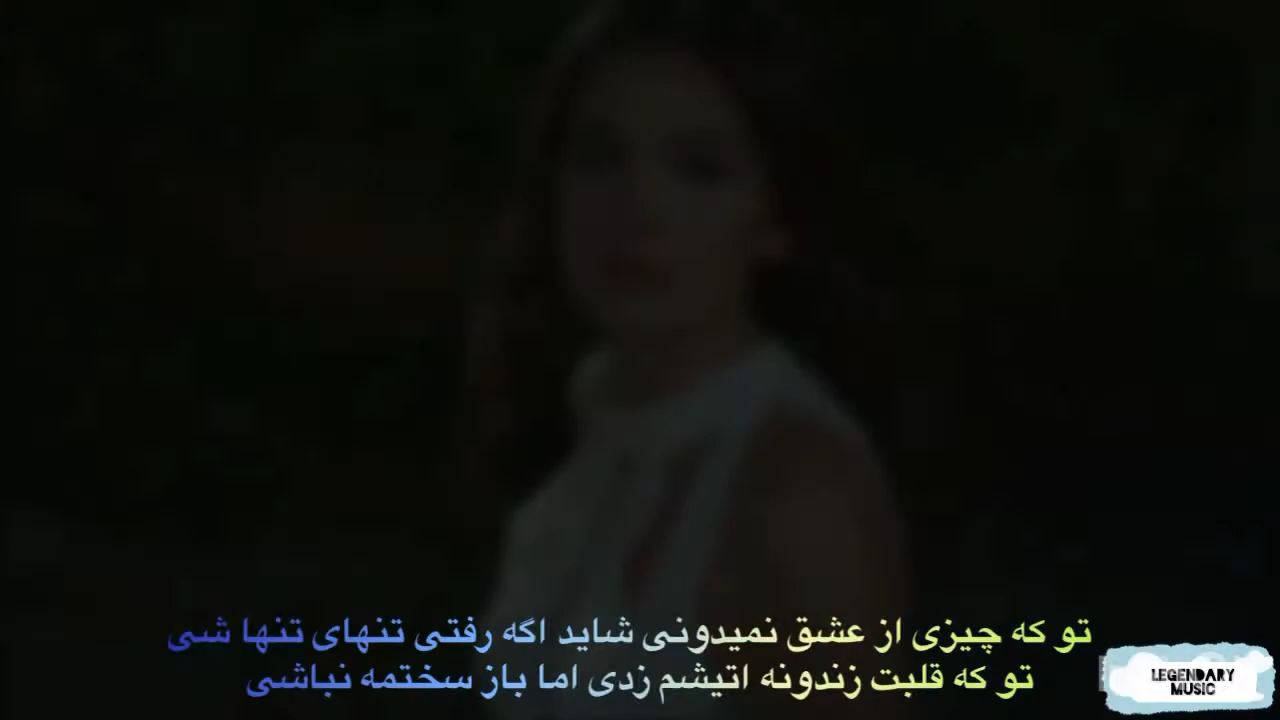 تو که چیزی از عشق نمیدونی شاید اگه رفتی تنهای تنها شی
تو که قلبت زندونه اتیشم زدی اما باز سختمه نباشی
LEGENDARY
MUSIC